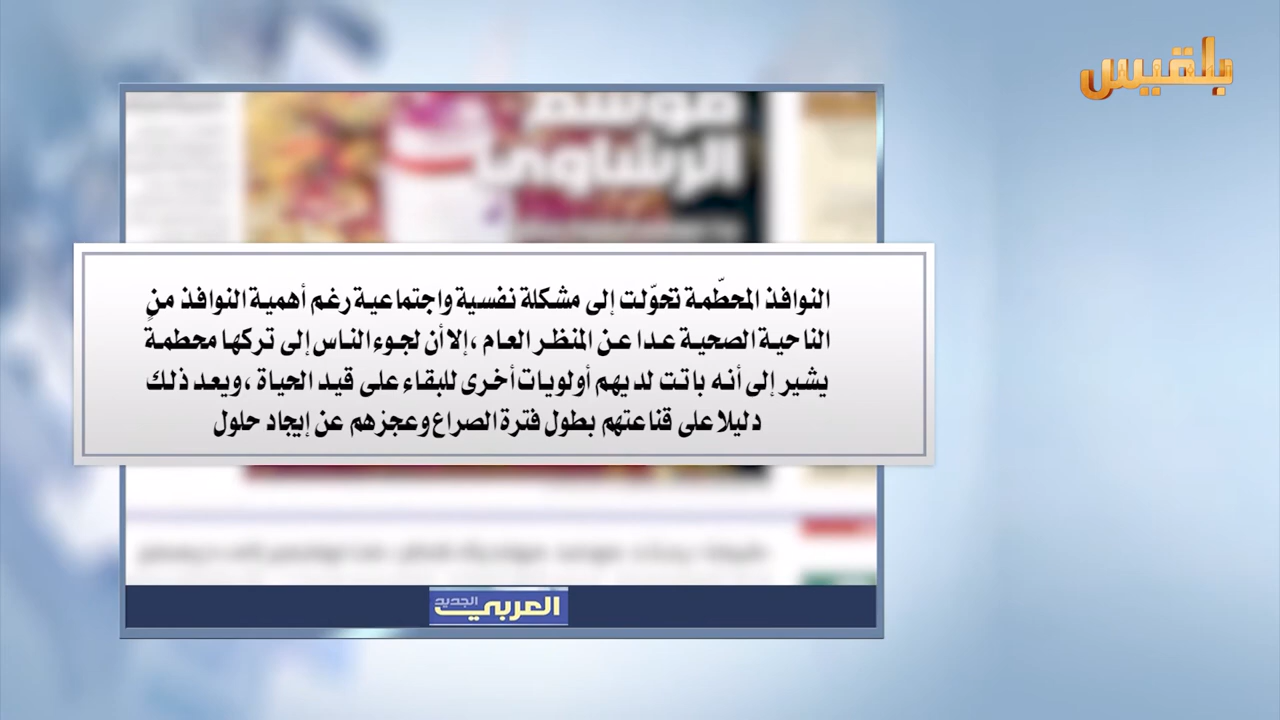 بلقيس
موسم
الرشاوي
النوافذ المحطّمة تحوّلت إلى مشكلة نفسية واجتماعية رغم أهمية النوافذ من
الناحية الصحية عدا عن المنظر العام ، إلا أن لجوء الناس إلى تركها محطمةً
يشير إلى أنه باتت لديهم أولويات أخرى للبقاء على قيد الحياة ، ويعد ذلك
دليلا على قناعتهم بطول فترة الصراع وعجزهم عن إيجاد حلول
العربي الجديد